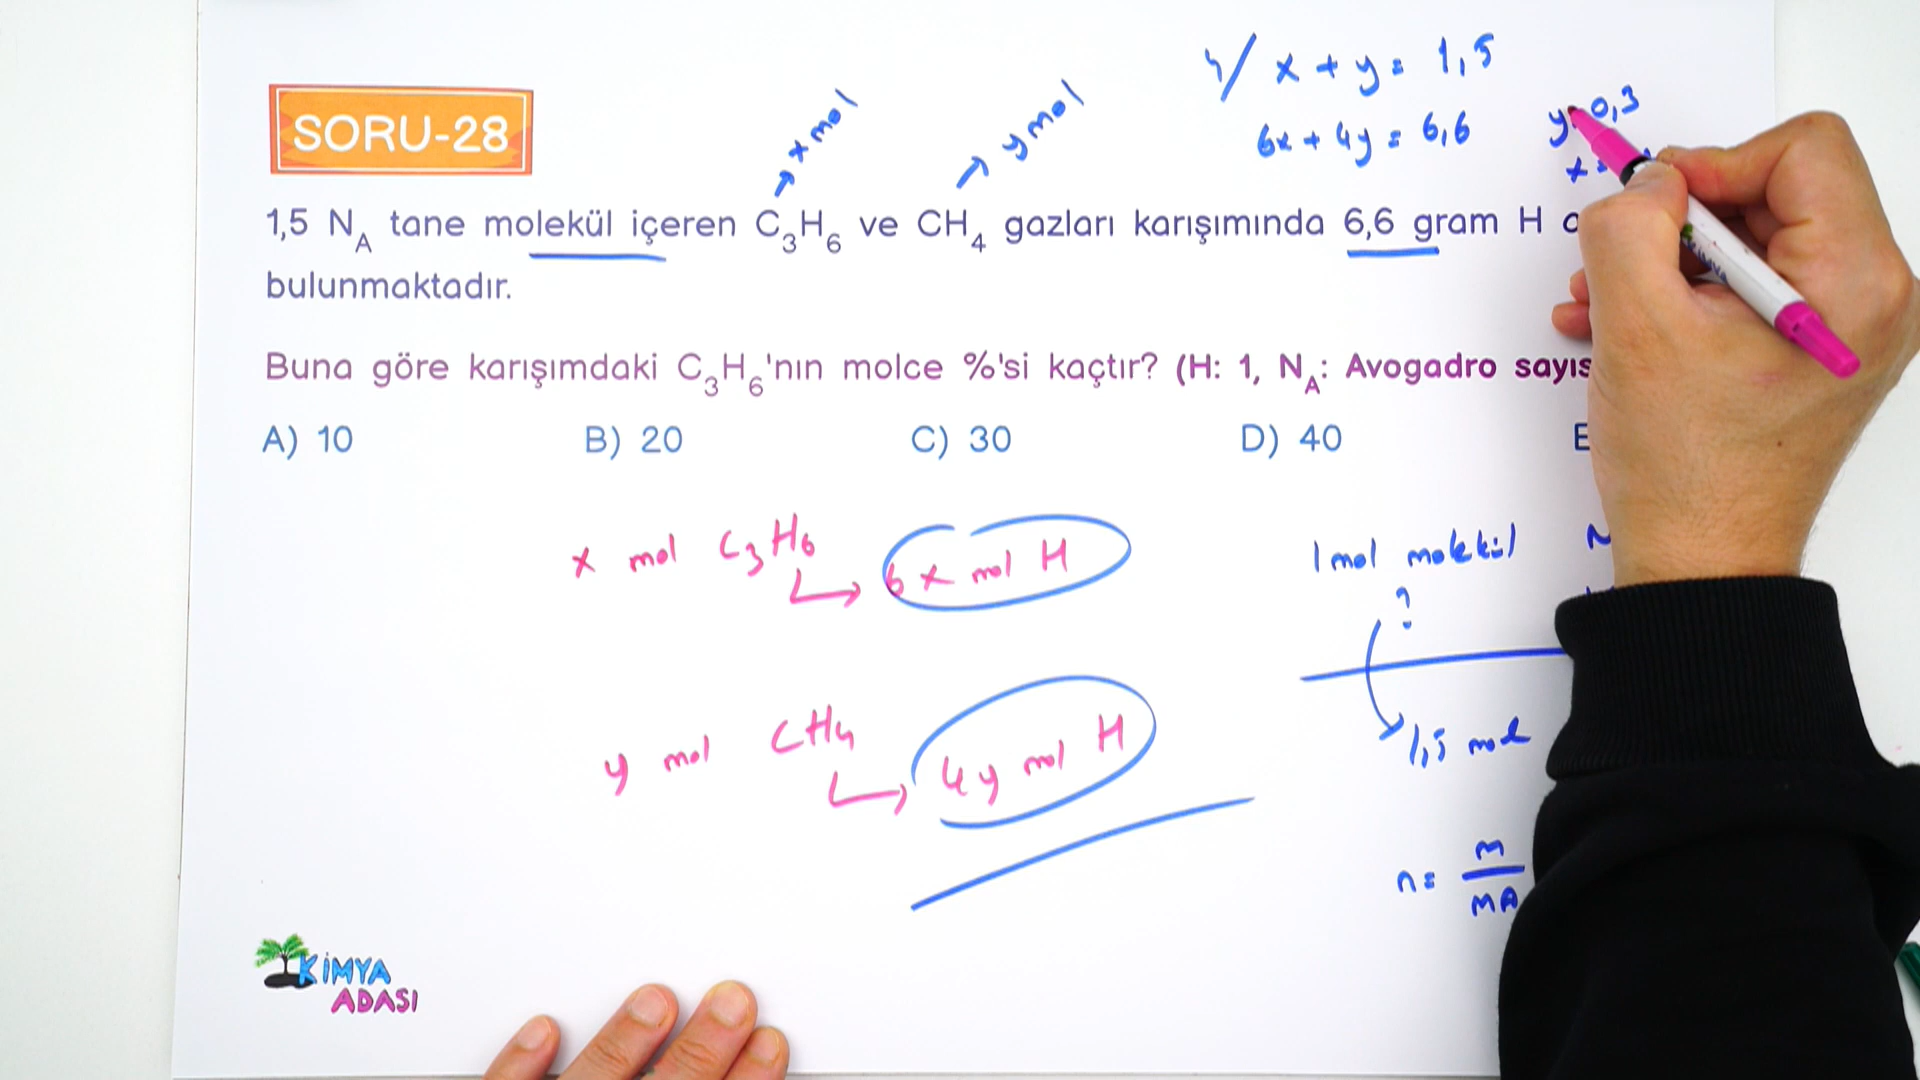 SORU-28
→ x mol
→ y mol
4/ x + y = 1,5
6x + 4y = 6,6
y = 0,3
x =
1,5 N_A tane molekül içeren C₃H₆ ve CH₄ gazları karışımında 6,6 gram H
bulunmaktadır.
Buna göre karışımdaki C₃H₆'nın molce %'si kaçtır? (H: 1, N_A: Avogadro
A) 10 B) 20 C) 30 D) 40 E
x mol C₃H₆
6x mol H
y mol CH₄
4y mol H
1 mol molekül
?
1,5 mol
n = m/MA
KİMYA
ADASI